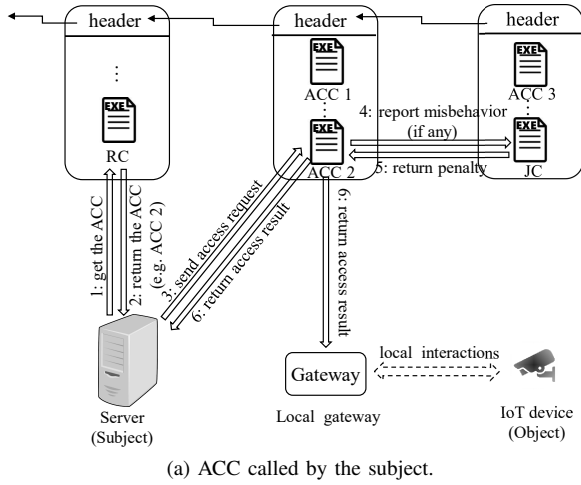 header
header
header
⋮
EXE
RC
EXE
ACC 1
⋮
EXE
ACC 2
EXE
ACC 3
⋮
EXE
JC
4: report misbehavior
(if any)
5: return penalty
1: get the ACC
2: return the ACC
(e.g. ACC 2)
3: send access request
6: return access result
6: return access
result
Server
(Subject)
Gateway
Local gateway
local interactions
IoT device
(Object)
(a) ACC called by the subject.